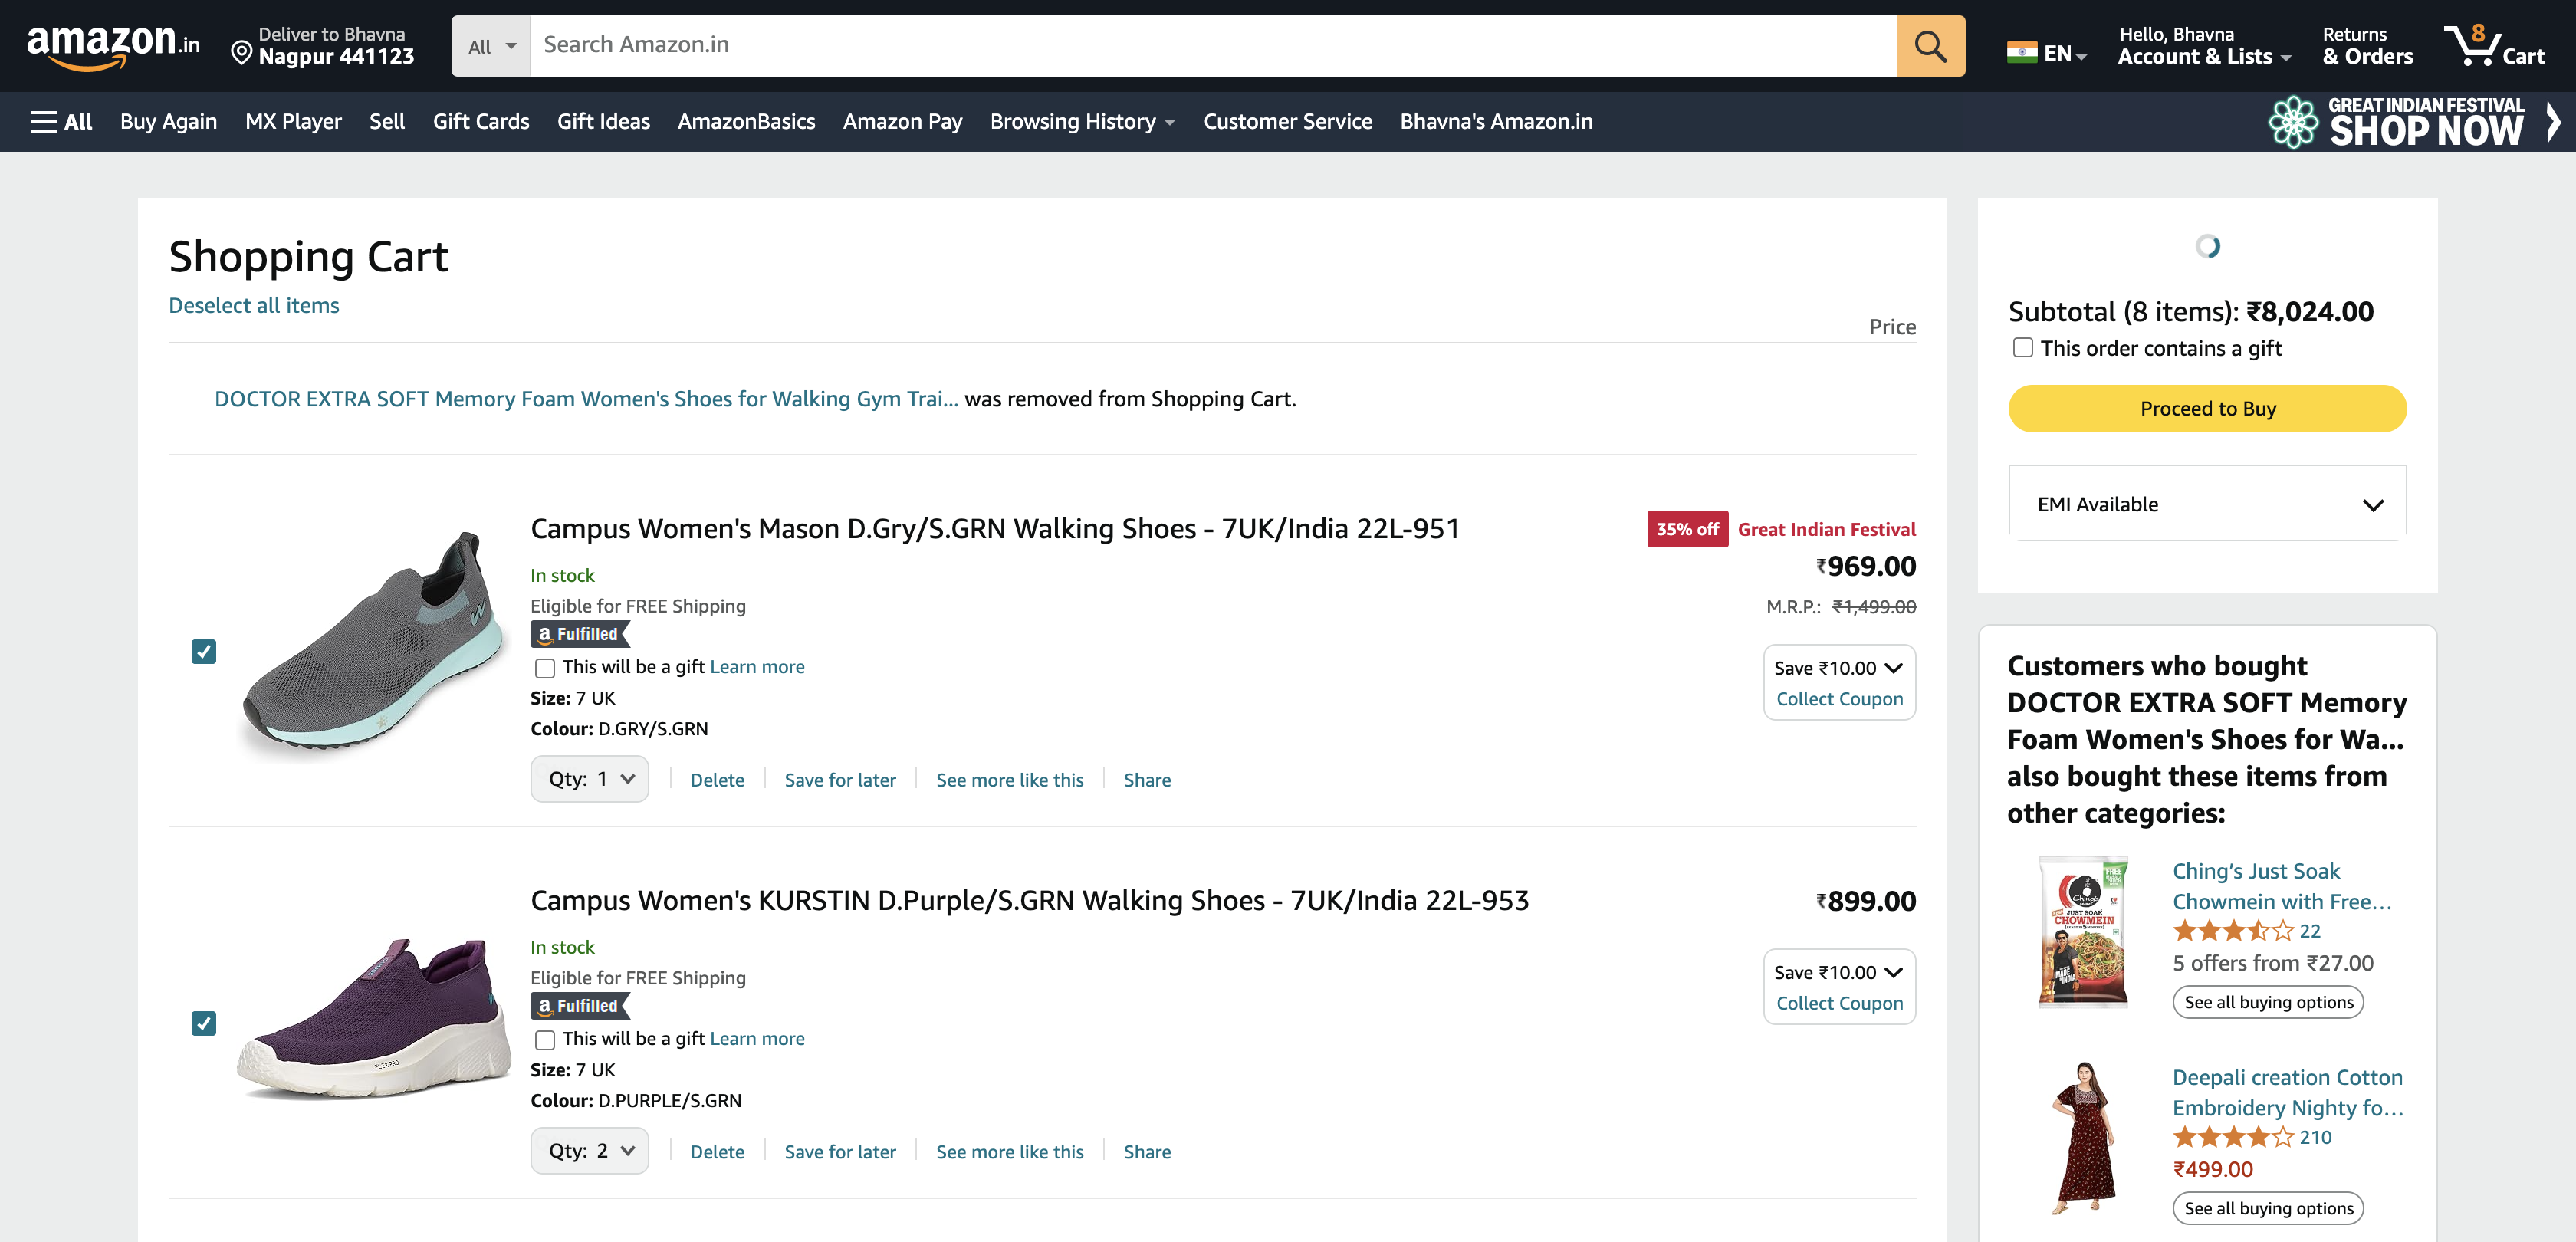 amazon.in
Deliver to Bhavna
Nagpur 441123
All
Search Amazon.in
EN
Hello, Bhavna
Account & Lists
Returns
& Orders
8
Cart
All
Buy Again
MX Player
Sell
Gift Cards
Gift Ideas
AmazonBasics
Amazon Pay
Browsing History
Customer Service
Bhavna's Amazon.in
GREAT INDIAN FESTIVAL
SHOP NOW
Shopping Cart
Deselect all items
Price
DOCTOR EXTRA SOFT Memory Foam Women's Shoes for Walking Gym Trai... was removed from Shopping Cart.
Campus Women's Mason D.Gry/S.GRN Walking Shoes - 7UK/India 22L-951
35% off Great Indian Festival
₹969.00
M.R.P.: ₹1,499.00
In stock
Eligible for FREE Shipping
a Fulfilled
This will be a gift Learn more
Size: 7 UK
Colour: D.GRY/S.GRN
Save ₹10.00
Collect Coupon
Qty: 1
Delete
Save for later
See more like this
Share
Campus Women's KURSTIN D.Purple/S.GRN Walking Shoes - 7UK/India 22L-953
₹899.00
In stock
Eligible for FREE Shipping
a Fulfilled
This will be a gift Learn more
Size: 7 UK
Colour: D.PURPLE/S.GRN
Save ₹10.00
Collect Coupon
FLEX PRO
Qty: 2
Delete
Save for later
See more like this
Share
Subtotal (8 items): ₹8,024.00
This order contains a gift
Proceed to Buy
EMI Available
Customers who bought
DOCTOR EXTRA SOFT Memory
Foam Women's Shoes for Wa...
also bought these items from
other categories:
FREE
Ching's
JUST SOAK
CHOWMEIN
Ching's Just Soak
Chowmein with Free...
22
5 offers from ₹27.00
See all buying options
Deepali creation Cotton
Embroidery Nighty fo...
210
₹499.00
See all buying options